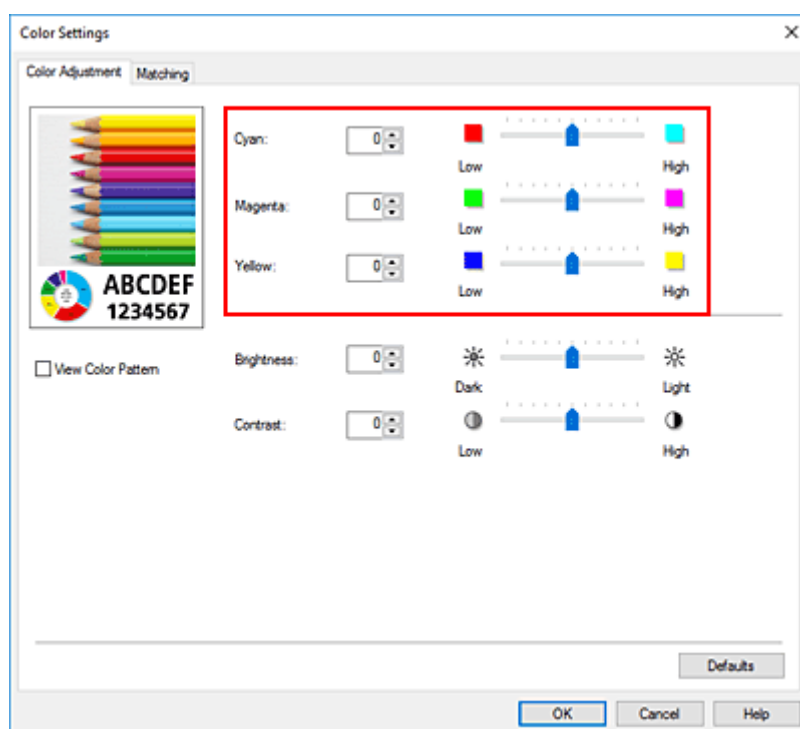 Color Settings
Color Adjustment Matching
Cyan: 0
Low High
Magenta: 0
Low High
Yellow: 0
Low High
ABCDEF
1234567
View Color Pattern
Brightness: 0
Dark Light
Contrast: 0
Low High
Defaults
OK Cancel Help